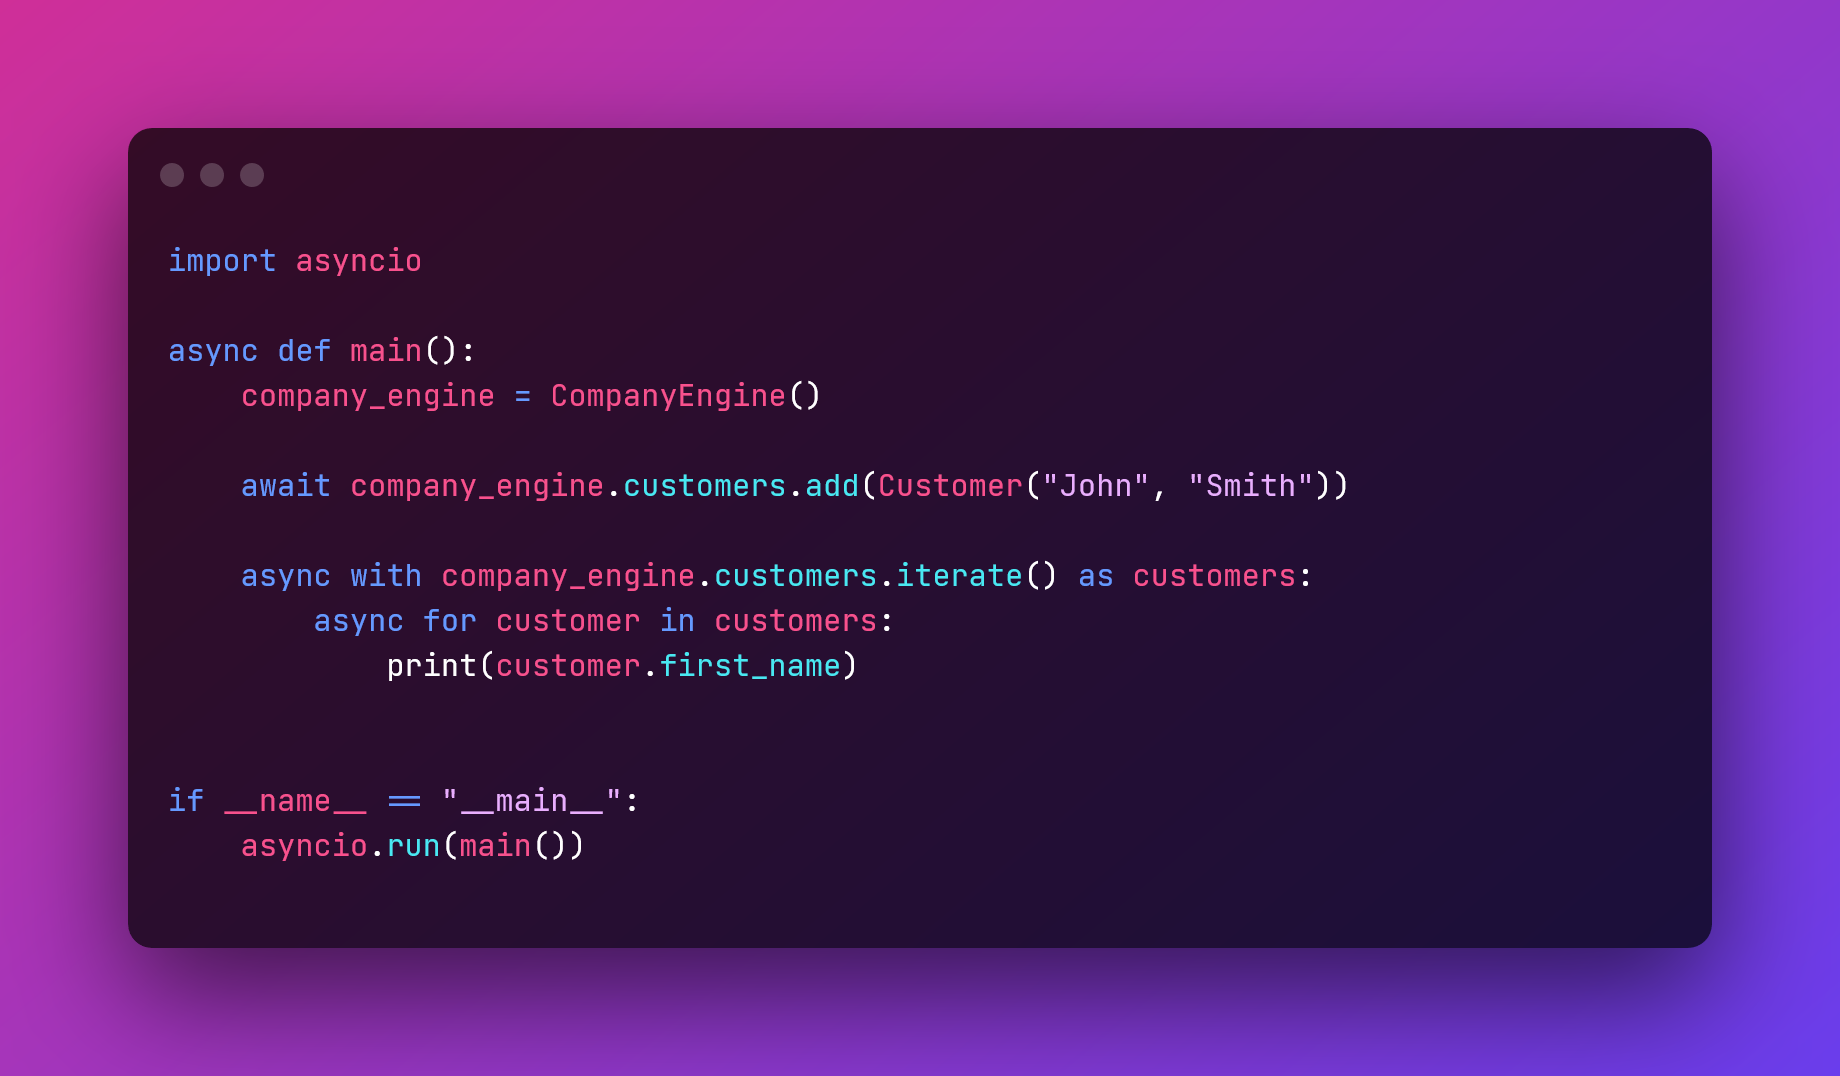 import asyncio

async def main():
    company_engine = CompanyEngine()

    await company_engine.customers.add(Customer("John", "Smith"))

    async with company_engine.customers.iterate() as customers:
        async for customer in customers:
            print(customer.first_name)


if __name__ == "__main__":
    asyncio.run(main())